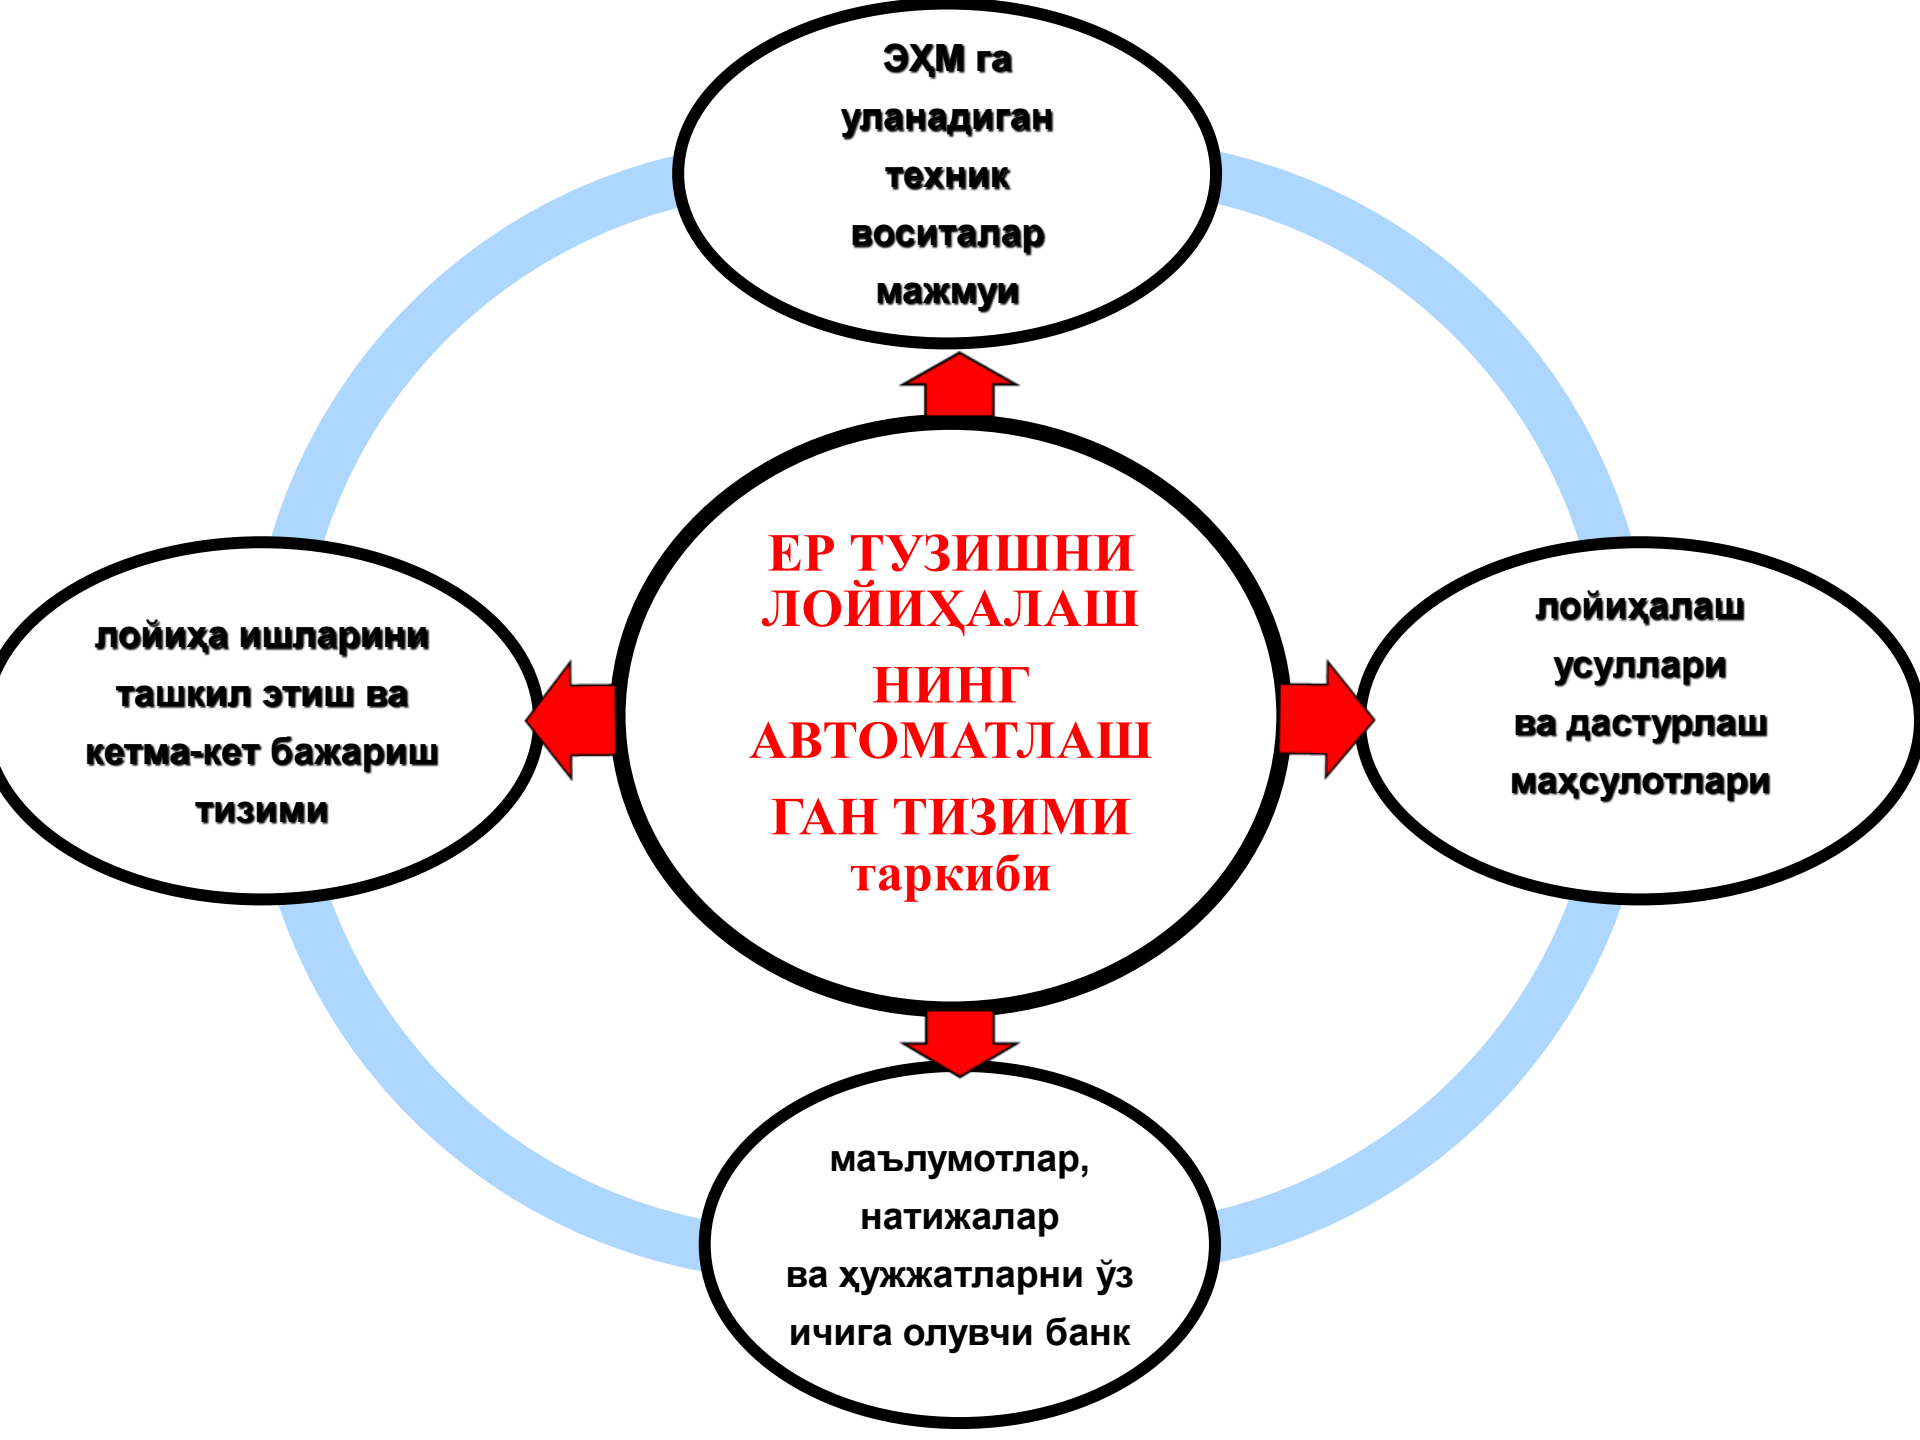 ЭҲМ га
уланадиган
техник
воситалар
мажмуи
ЕР ТУЗИШНИ
ЛОЙИҲАЛАШ
НИНГ
АВТОМАТЛАШ
ГАН ТИЗИМИ
таркиби
лойиҳа ишларини
ташкил этиш ва
кетма-кет бажариш
тизими
лойиҳалаш
усуллари
ва дастурлаш
маҳсулотлари
маълумотлар,
натижалар
ва ҳужжатларни ўз
ичига олувчи банк